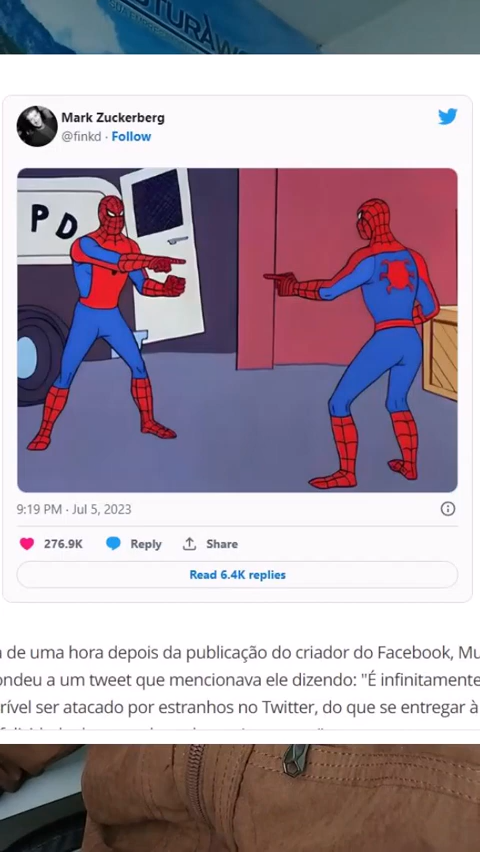 Mark Zuckerberg
@finkd · Follow
PD
9:19 PM · Jul 5, 2023
276.9K Reply Share
Read 6.4K replies
de uma hora depois da publicação do criador do Facebook, Mu
ondeu a um tweet que mencionava ele dizendo: "É infinitamente
rível ser atacado por estranhos no Twitter, do que se entregar à